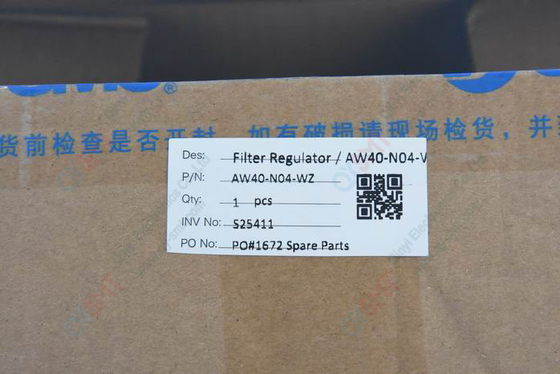 SMC®
货前检查是否开封，如有破损请现场检货，并
Des: Filter Regulator / AW40-N04-
P/N: AW40-N04-WZ
Qty: 1 pcs
INV No: S25411
PO No: PO#1672 Spare Parts